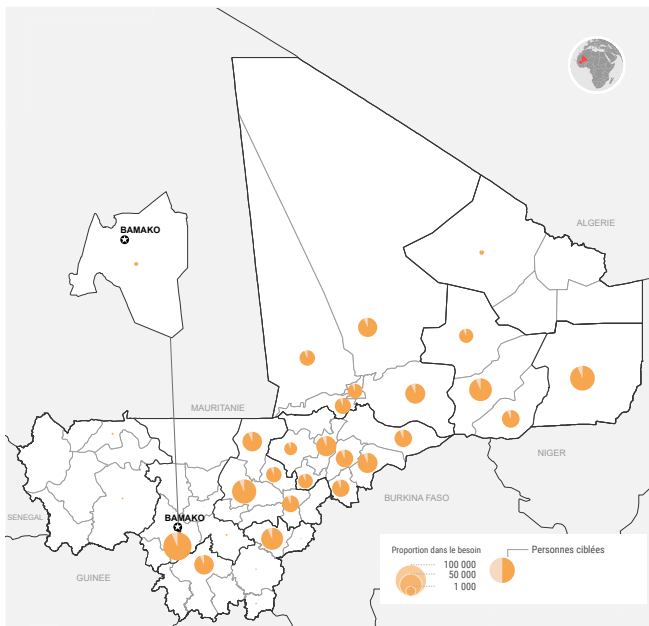 BAMAKO
ALGERIE
MAURITANIE
NIGER
BURKINA FASO
SENEGAL
BAMAKO
GUINEE
Proportion dans le besoin
Personnes ciblées
100 000
50 000
1 000